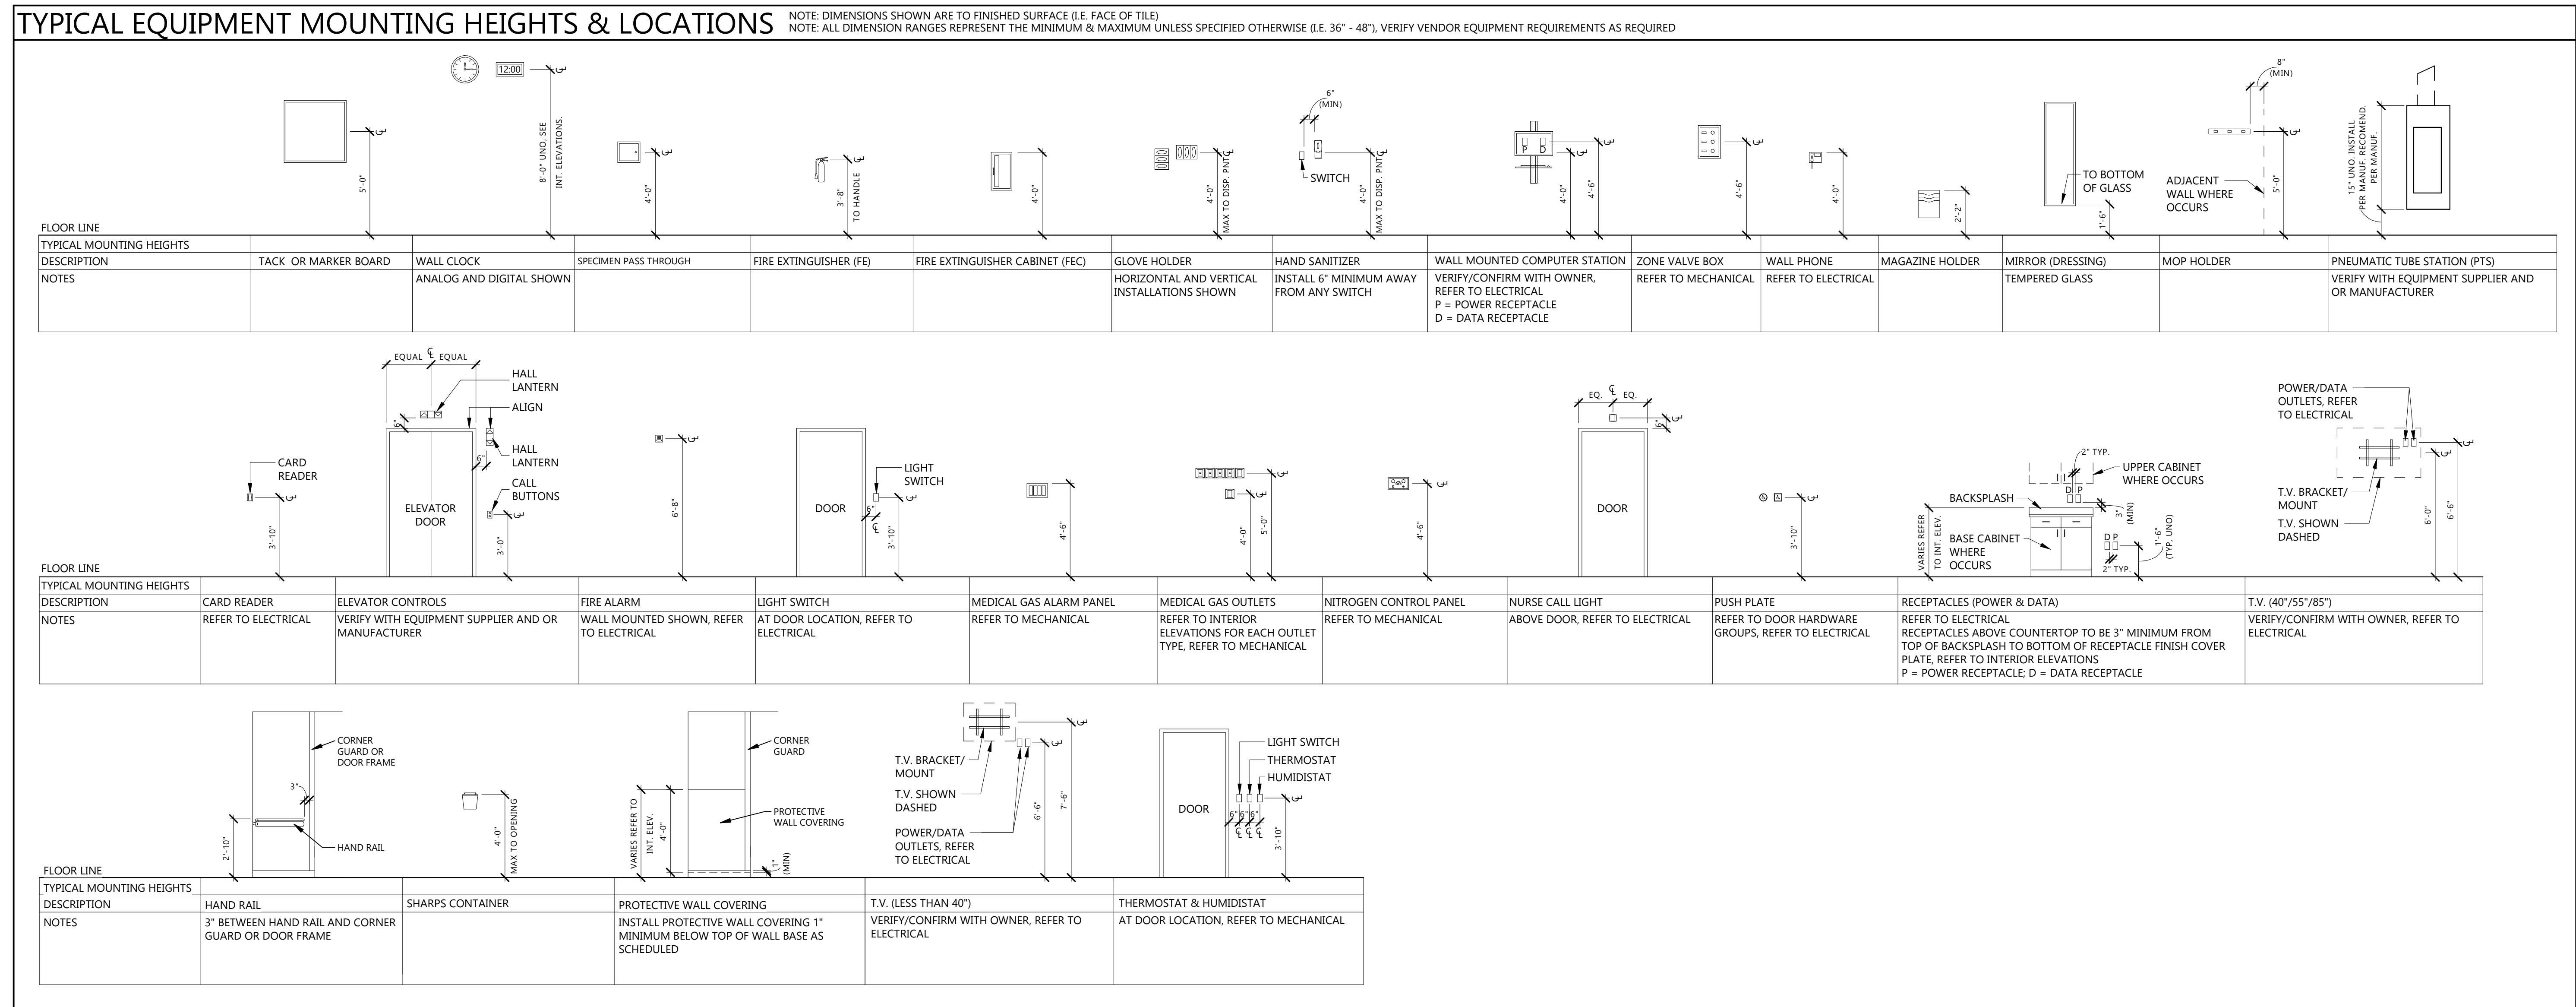 TYPICAL EQUIPMENT MOUNTING HEIGHTS & LOCATIONS
NOTE: DIMENSIONS SHOWN ARE TO FINISHED SURFACE (I.E. FACE OF TILE)
NOTE: ALL DIMENSION RANGES REPRESENT THE MINIMUM & MAXIMUM UNLESS SPECIFIED OTHERWISE (I.E. 36" - 48"), VERIFY VENDOR EQUIPMENT REQUIREMENTS AS REQUIRED
5'-0"
12:00
8'-0" UNO, SEE
INT. ELEVATIONS.
4'-0"
3'-8"
TO HANDLE
4'-0"
4'-0"
MAX TO DISP. PNT.
6"
(MIN)
SWITCH
4'-0"
MAX TO DISP. PNT.
P D
4'-0"
4'-6"
4'-6"
4'-0"
2'-2"
TO BOTTOM
OF GLASS
1'-6"
8"
(MIN)
ADJACENT
WALL WHERE
OCCURS
5'-0"
15" UNO. INSTALL
PER MANUF. RECOMEND.
PER MANUF.
FLOOR LINE
TYPICAL MOUNTING HEIGHTS
DESCRIPTION
TACK OR MARKER BOARD
WALL CLOCK
SPECIMEN PASS THROUGH
FIRE EXTINGUISHER (FE)
FIRE EXTINGUISHER CABINET (FEC)
GLOVE HOLDER
HAND SANITIZER
WALL MOUNTED COMPUTER STATION
ZONE VALVE BOX
WALL PHONE
MAGAZINE HOLDER
MIRROR (DRESSING)
MOP HOLDER
PNEUMATIC TUBE STATION (PTS)
NOTES
ANALOG AND DIGITAL SHOWN
HORIZONTAL AND VERTICAL
INSTALLATIONS SHOWN
INSTALL 6" MINIMUM AWAY
FROM ANY SWITCH
VERIFY/CONFIRM WITH OWNER,
REFER TO ELECTRICAL
P = POWER RECEPTACLE
D = DATA RECEPTACLE
REFER TO MECHANICAL
REFER TO ELECTRICAL
TEMPERED GLASS
VERIFY WITH EQUIPMENT SUPPLIER AND
OR MANUFACTURER
CARD
READER
3'-10"
EQUAL
EQUAL
HALL
LANTERN
ALIGN
6"
HALL
LANTERN
6"
CALL
BUTTONS
ELEVATOR
DOOR
3'-0"
6'-8"
DOOR
LIGHT
SWITCH
6"
3'-10"
4'-6"
4'-0"
5'-0"
4'-6"
EQ.
EQ.
6"
DOOR
3'-10"
2" TYP.
UPPER CABINET
WHERE OCCURS
D P
BACKSPLASH
3"
(MIN)
VARIES REFER
TO INT. ELEV.
BASE CABINET
WHERE
OCCURS
D P
2" TYP.
1'-6"
(TYP, UNO)
POWER/DATA
OUTLETS, REFER
TO ELECTRICAL
T.V. BRACKET/
MOUNT
T.V. SHOWN
DASHED
6'-0"
6'-6"
FLOOR LINE
TYPICAL MOUNTING HEIGHTS
DESCRIPTION
CARD READER
ELEVATOR CONTROLS
FIRE ALARM
LIGHT SWITCH
MEDICAL GAS ALARM PANEL
MEDICAL GAS OUTLETS
NITROGEN CONTROL PANEL
NURSE CALL LIGHT
PUSH PLATE
RECEPTACLES (POWER & DATA)
T.V. (40"/55"/85")
NOTES
REFER TO ELECTRICAL
VERIFY WITH EQUIPMENT SUPPLIER AND OR
MANUFACTURER
WALL MOUNTED SHOWN, REFER
TO ELECTRICAL
AT DOOR LOCATION, REFER TO
ELECTRICAL
REFER TO MECHANICAL
REFER TO INTERIOR
ELEVATIONS FOR EACH OUTLET
TYPE, REFER TO MECHANICAL
REFER TO MECHANICAL
ABOVE DOOR, REFER TO ELECTRICAL
REFER TO DOOR HARDWARE
GROUPS, REFER TO ELECTRICAL
REFER TO ELECTRICAL
RECEPTACLES ABOVE COUNTERTOP TO BE 3" MINIMUM FROM
TOP OF BACKSPLASH TO BOTTOM OF RECEPTACLE FINISH COVER
PLATE, REFER TO INTERIOR ELEVATIONS
P = POWER RECEPTACLE; D = DATA RECEPTACLE
VERIFY/CONFIRM WITH OWNER, REFER TO
ELECTRICAL
CORNER
GUARD OR
DOOR FRAME
3"
2'-10"
HAND RAIL
4'-0"
MAX TO OPENING
CORNER
GUARD
VARIES REFER TO
INT. ELEV.
4'-0"
PROTECTIVE
WALL COVERING
1"
(MIN)
T.V. BRACKET/
MOUNT
T.V. SHOWN
DASHED
POWER/DATA
OUTLETS, REFER
TO ELECTRICAL
6'-6"
7'-6"
DOOR
LIGHT SWITCH
THERMOSTAT
HUMIDISTAT
6" 6" 6"
3'-10"
FLOOR LINE
TYPICAL MOUNTING HEIGHTS
DESCRIPTION
HAND RAIL
SHARPS CONTAINER
PROTECTIVE WALL COVERING
T.V. (LESS THAN 40")
THERMOSTAT & HUMIDISTAT
NOTES
3" BETWEEN HAND RAIL AND CORNER
GUARD OR DOOR FRAME
INSTALL PROTECTIVE WALL COVERING 1"
MINIMUM BELOW TOP OF WALL BASE AS
SCHEDULED
VERIFY/CONFIRM WITH OWNER, REFER TO
ELECTRICAL
AT DOOR LOCATION, REFER TO MECHANICAL